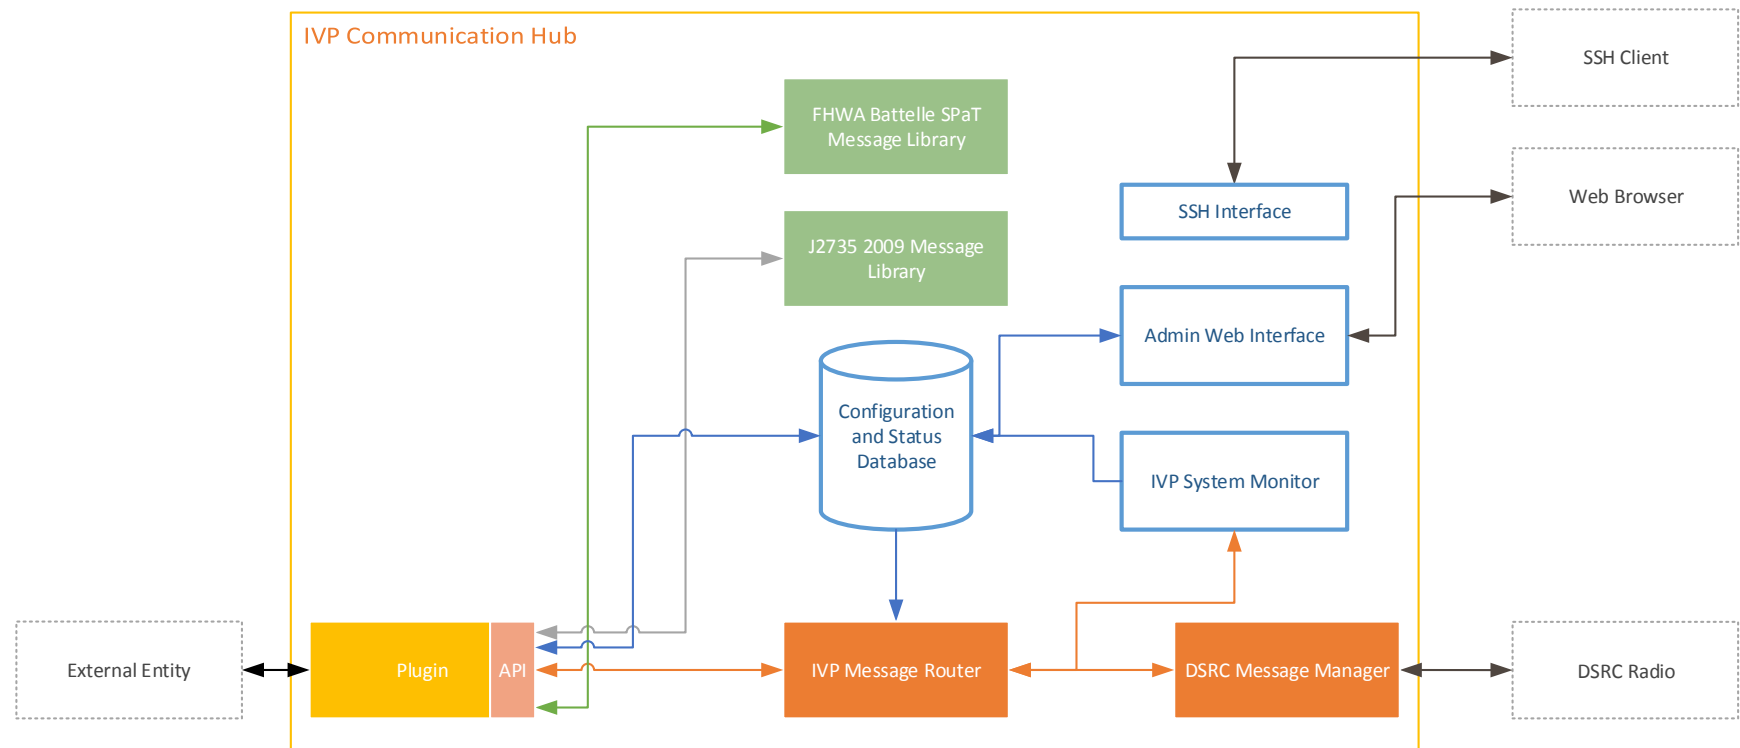 IVP Communication Hub
SSH Client
FHWA Battelle SPaT
Message Library
Web Browser
SSH Interface
J2735 2009 Message
Library
Admin Web Interface
Configuration
and Status
Database
IVP System Monitor
External Entity
Plugin
API
IVP Message Router
DSRC Message Manager
DSRC Radio